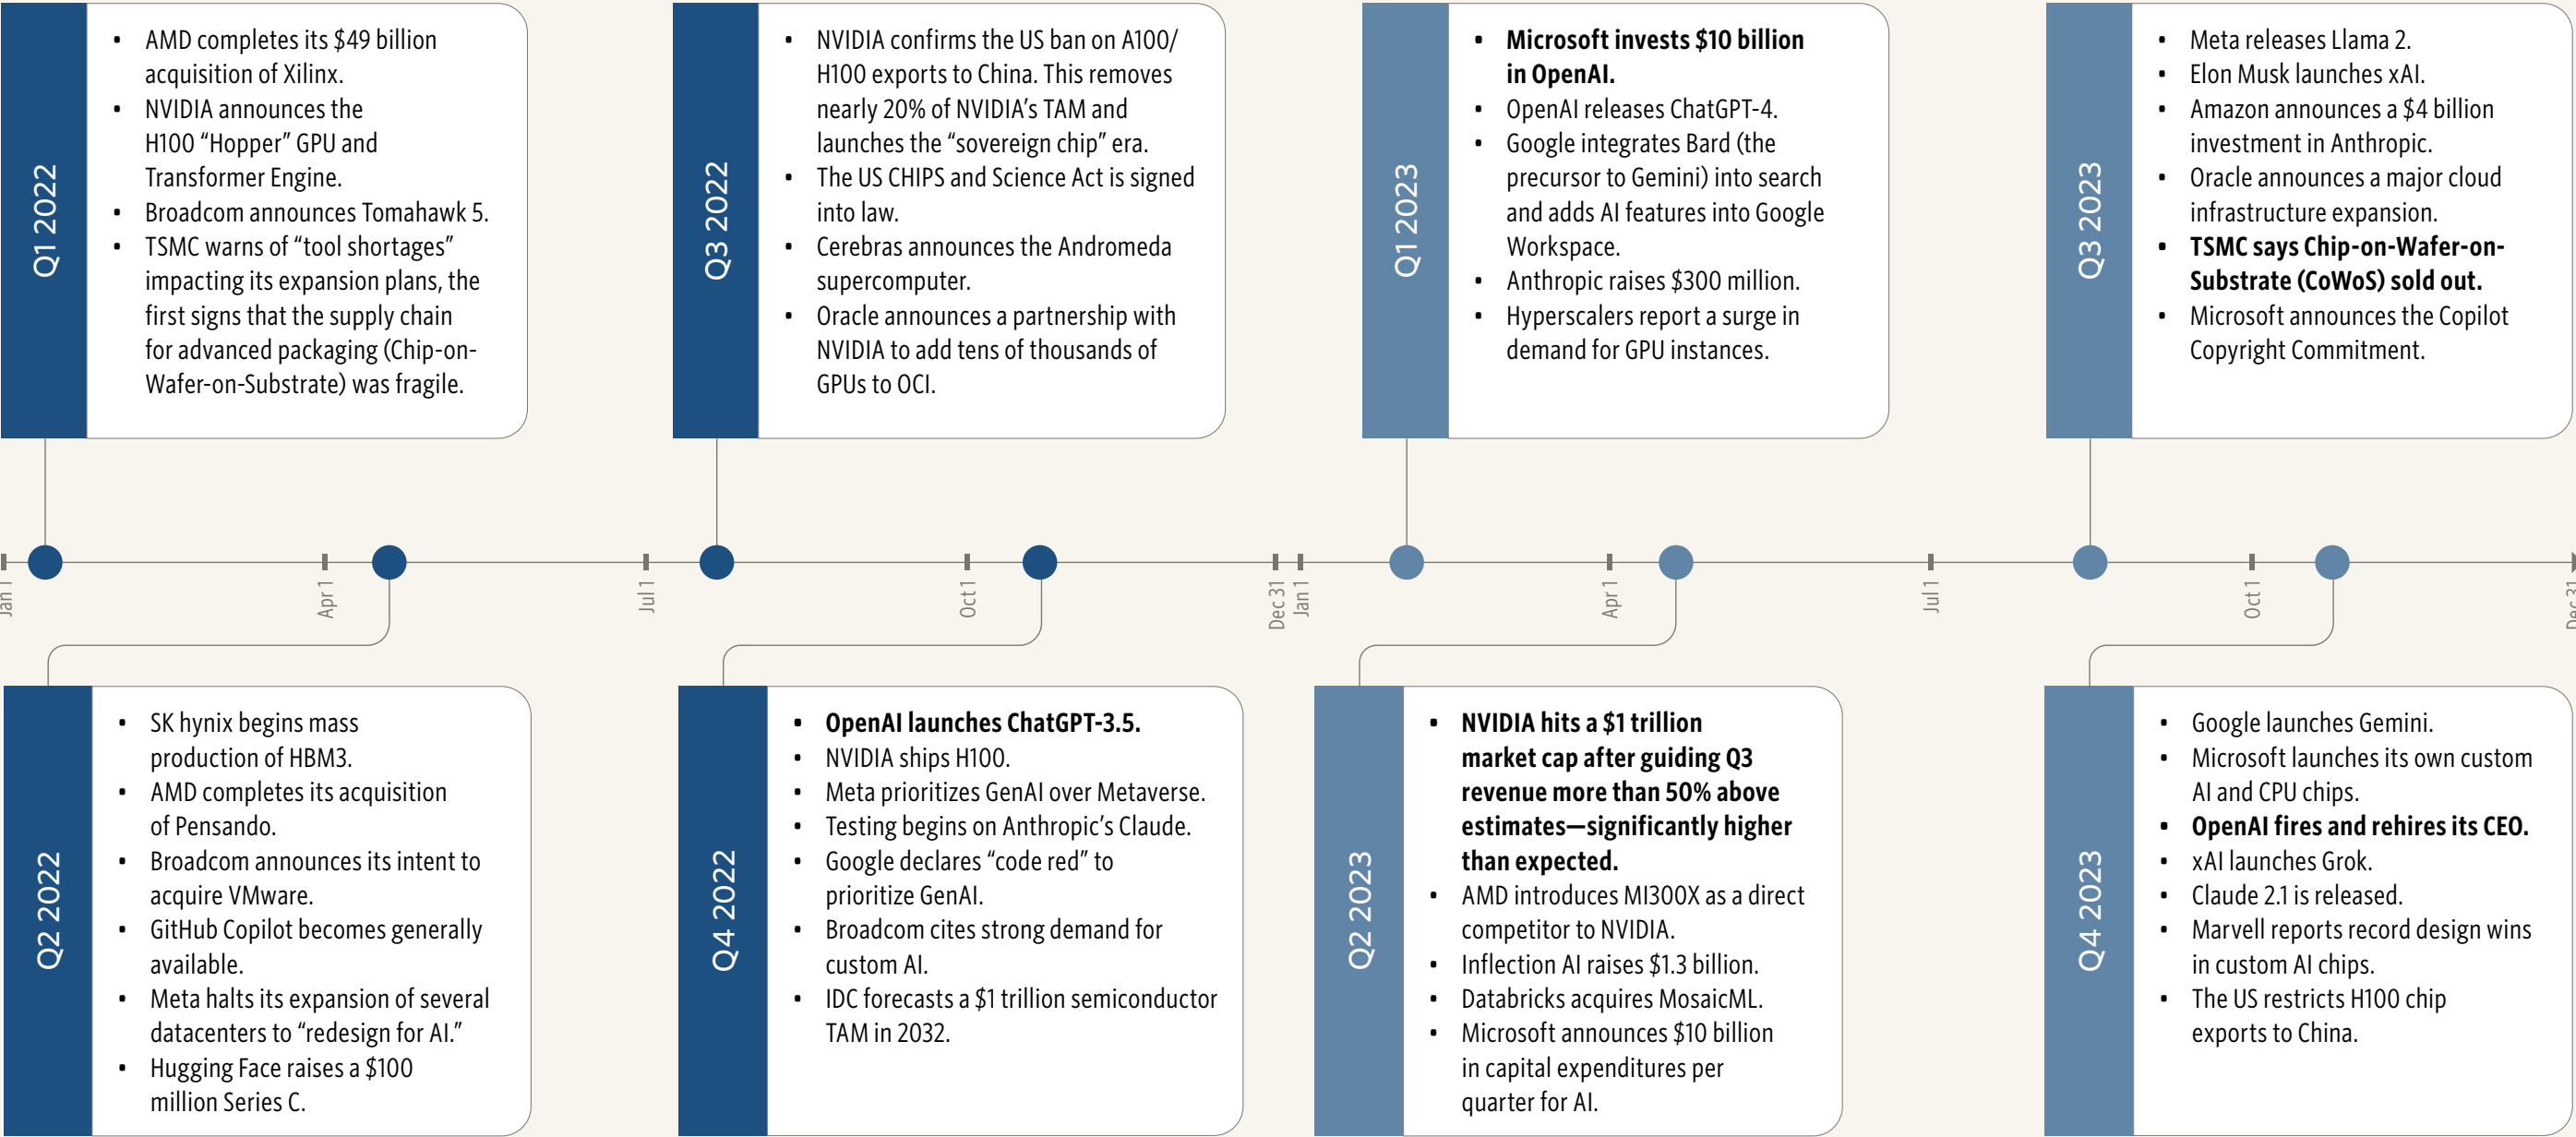 Q1 2022
• AMD completes its $49 billion
acquisition of Xilinx.
• NVIDIA announces the
H100 “Hopper” GPU and
Transformer Engine.
• Broadcom announces Tomahawk 5.
• TSMC warns of “tool shortages”
impacting its expansion plans, the
first signs that the supply chain
for advanced packaging (Chip-on-
Wafer-on-Substrate) was fragile.
Q3 2022
• NVIDIA confirms the US ban on A100/
H100 exports to China. This removes
nearly 20% of NVIDIA’s TAM and
launches the “sovereign chip” era.
• The US CHIPS and Science Act is signed
into law.
• Cerebras announces the Andromeda
supercomputer.
• Oracle announces a partnership with
NVIDIA to add tens of thousands of
GPUs to OCI.
Q1 2023
• Microsoft invests $10 billion
in OpenAI.
• OpenAI releases ChatGPT-4.
• Google integrates Bard (the
precursor to Gemini) into search
and adds AI features into Google
Workspace.
• Anthropic raises $300 million.
• Hyperscalers report a surge in
demand for GPU instances.
Q3 2023
• Meta releases Llama 2.
• Elon Musk launches xAI.
• Amazon announces a $4 billion
investment in Anthropic.
• Oracle announces a major cloud
infrastructure expansion.
• TSMC says Chip-on-Wafer-on-
Substrate (CoWoS) sold out.
• Microsoft announces the Copilot
Copyright Commitment.
Jan 1
Apr 1
Jul 1
Oct 1
Dec 31
Jan 1
Apr 1
Jul 1
Oct 1
Dec 31
Q2 2022
• SK hynix begins mass
production of HBM3.
• AMD completes its acquisition
of Pensando.
• Broadcom announces its intent to
acquire VMware.
• GitHub Copilot becomes generally
available.
• Meta halts its expansion of several
datacenters to “redesign for AI.”
• Hugging Face raises a $100
million Series C.
Q4 2022
• OpenAI launches ChatGPT-3.5.
• NVIDIA ships H100.
• Meta prioritizes GenAI over Metaverse.
• Testing begins on Anthropic’s Claude.
• Google declares “code red” to
prioritize GenAI.
• Broadcom cites strong demand for
custom AI.
• IDC forecasts a $1 trillion semiconductor
TAM in 2032.
Q2 2023
• NVIDIA hits a $1 trillion
market cap after guiding Q3
revenue more than 50% above
estimates—significantly higher
than expected.
• AMD introduces MI300X as a direct
competitor to NVIDIA.
• Inflection AI raises $1.3 billion.
• Databricks acquires MosaicML.
• Microsoft announces $10 billion
in capital expenditures per
quarter for AI.
Q4 2023
• Google launches Gemini.
• Microsoft launches its own custom
AI and CPU chips.
• OpenAI fires and rehires its CEO.
• xAI launches Grok.
• Claude 2.1 is released.
• Marvell reports record design wins
in custom AI chips.
• The US restricts H100 chip
exports to China.